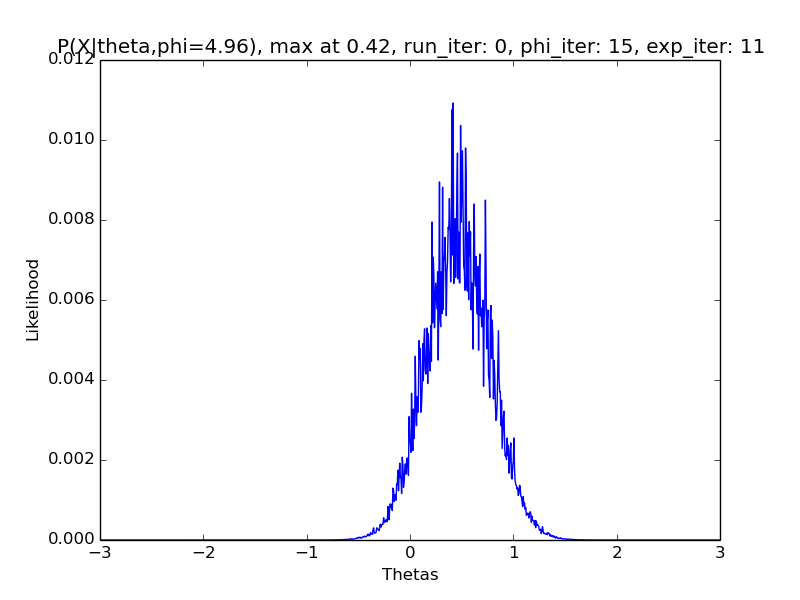 P(X|theta,phi=4.96), max at 0.42, run_iter: 0, phi_iter: 15, exp_iter: 11
0.012
0.010
0.008
0.006
0.004
0.002
0.000
Likelihood
−3 −2 −1 0 1 2 3
Thetas